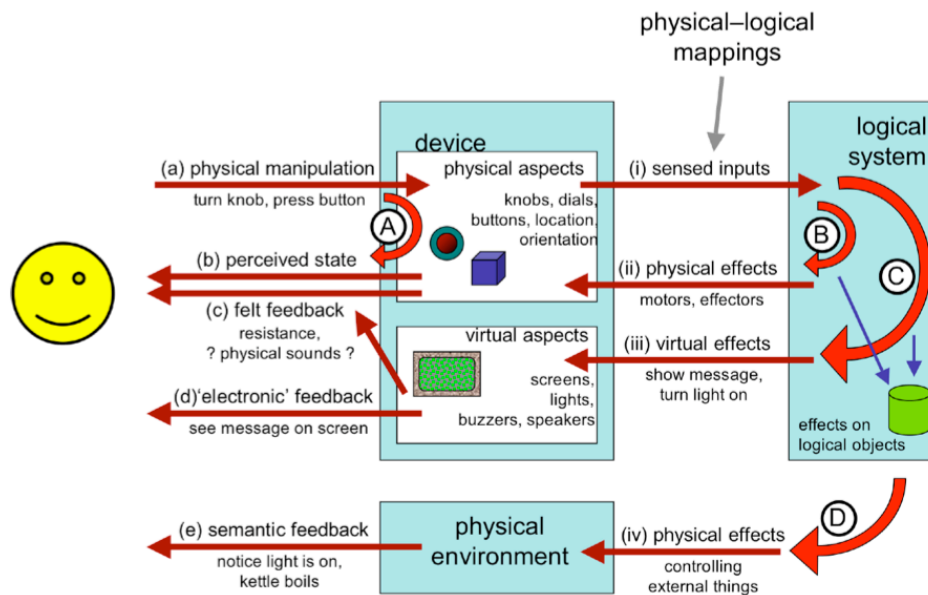 physical–logical
mappings
device
logical
system
(a) physical manipulation
turn knob, press button
physical aspects
knobs, dials,
buttons, location,
orientation
(i) sensed inputs
A
B
C
(b) perceived state
(ii) physical effects
motors, effectors
(c) felt feedback
resistance,
? physical sounds ?
virtual aspects
screens,
lights,
buzzers, speakers
(iii) virtual effects
show message,
turn light on
(d)‘electronic’ feedback
see message on screen
effects on
logical objects
D
(e) semantic feedback
notice light is on,
kettle boils
physical
environment
(iv) physical effects
controlling
external things